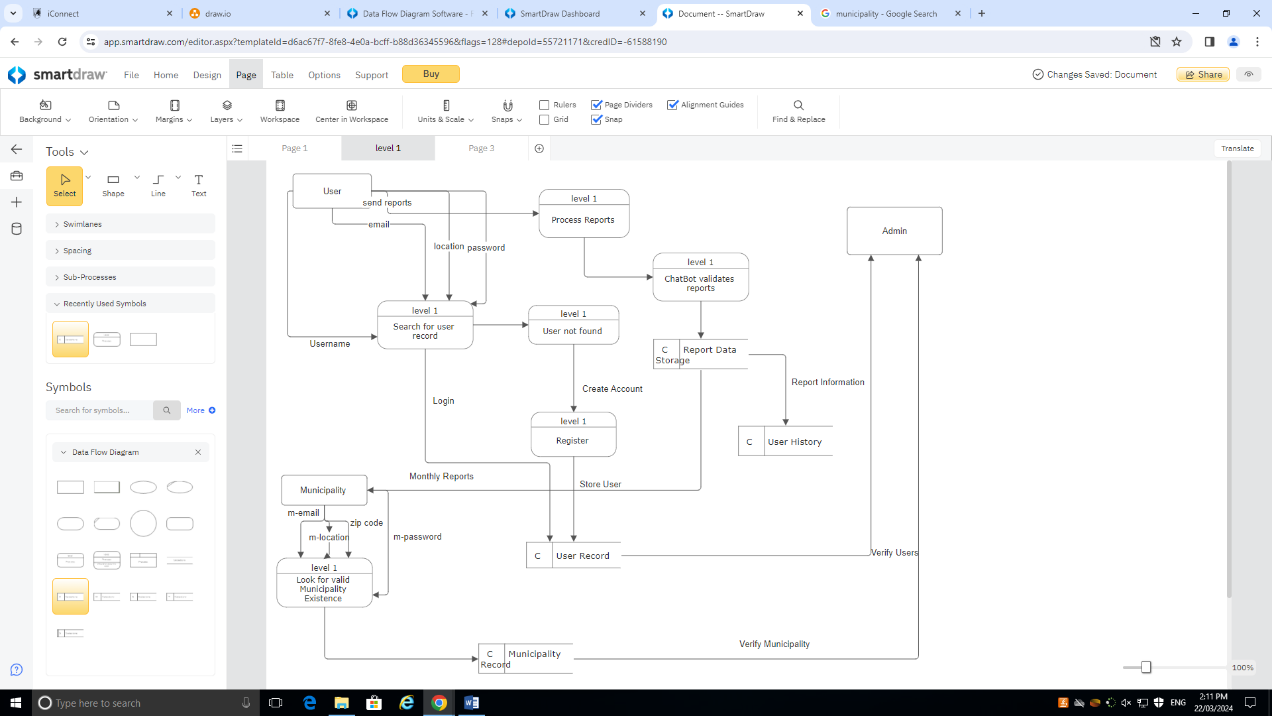 iConnect
draw.io
Data Flow Diagram Software - F
SmartDraw Dashboard
Document -- SmartDraw
municipality - Google Search
app.smartdraw.com/editor.aspx?templateId=d6ac67f7-8fe8-4e0a-bcff-b88d36345596&flags=128#depoId=55721171&credID=-61588190
smartdraw
File
Home
Design
Page
Table
Options
Support
Buy
Changes Saved: Document
Share
Background
Orientation
Margins
Layers
Workspace
Center in Workspace
Units & Scale
Snaps
Rulers
Grid
Page Dividers
Snap
Alignment Guides
Find & Replace
Tools
Select
Shape
Line
Text
Swimlanes
Spacing
Sub-Processes
Recently Used Symbols
Symbols
Search for symbols...
More
Data Flow Diagram
Page 1
level 1
Page 3
Translate
User
send reports
email
location
password
Username
level 1
Process Reports
level 1
ChatBot validates
reports
Admin
level 1
Search for user
record
level 1
User not found
C
Report Data
Storage
Report Information
Create Account
Login
level 1
Register
C
User History
Monthly Reports
Store User
Municipality
m-email
zip code
m-location
m-password
level 1
Look for valid
Municipality
Existence
C
User Record
Verify Users
Verify Municipality
C
Municipality
Record
100%
Type here to search
ENG
2:11 PM
22/03/2024